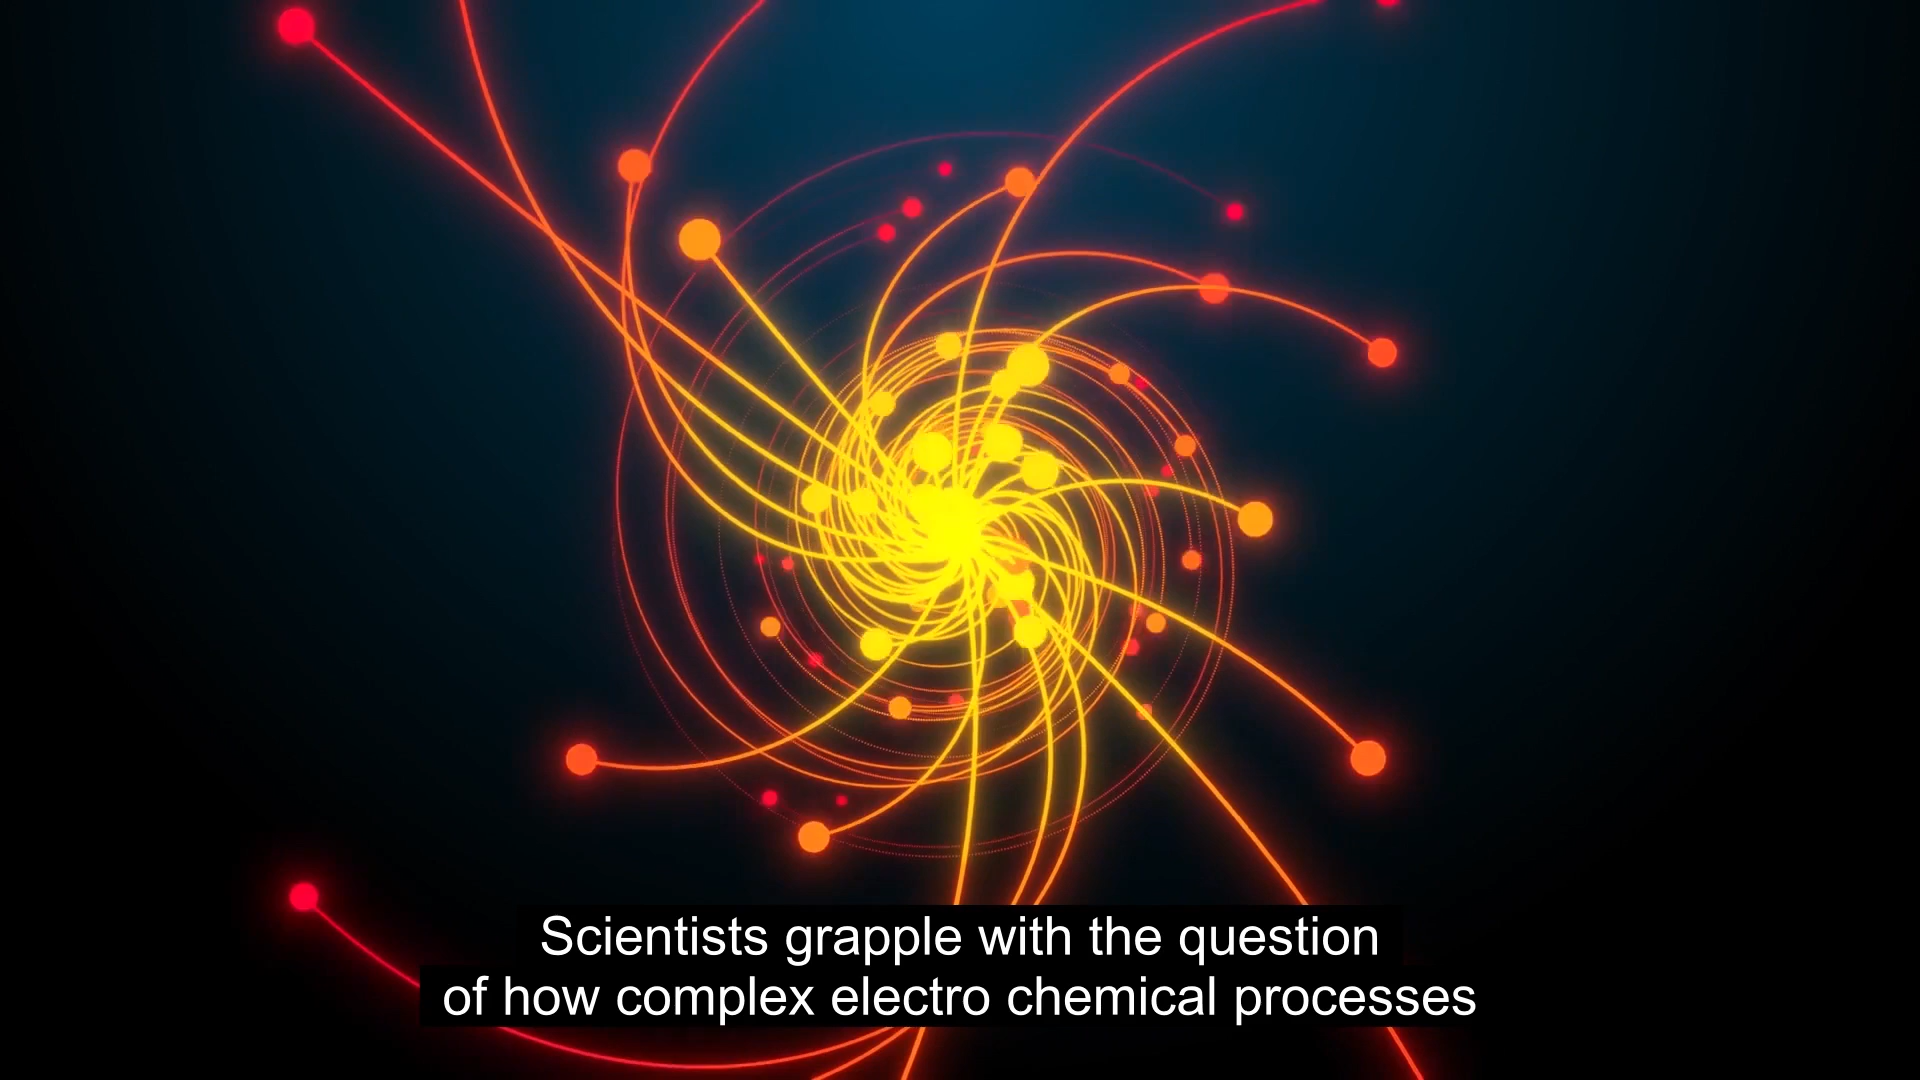 Scientists grapple with the question
of how complex electro chemical processes